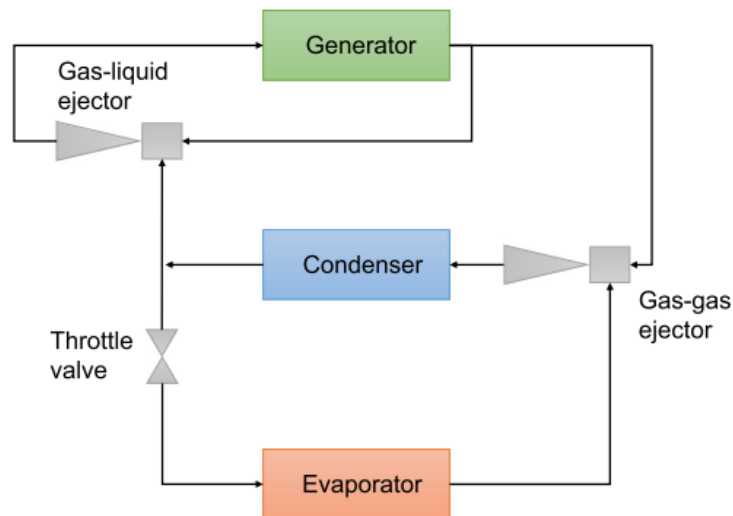 Generator
Gas-liquid
ejector
Condenser
Gas-gas
ejector
Throttle
valve
Evaporator